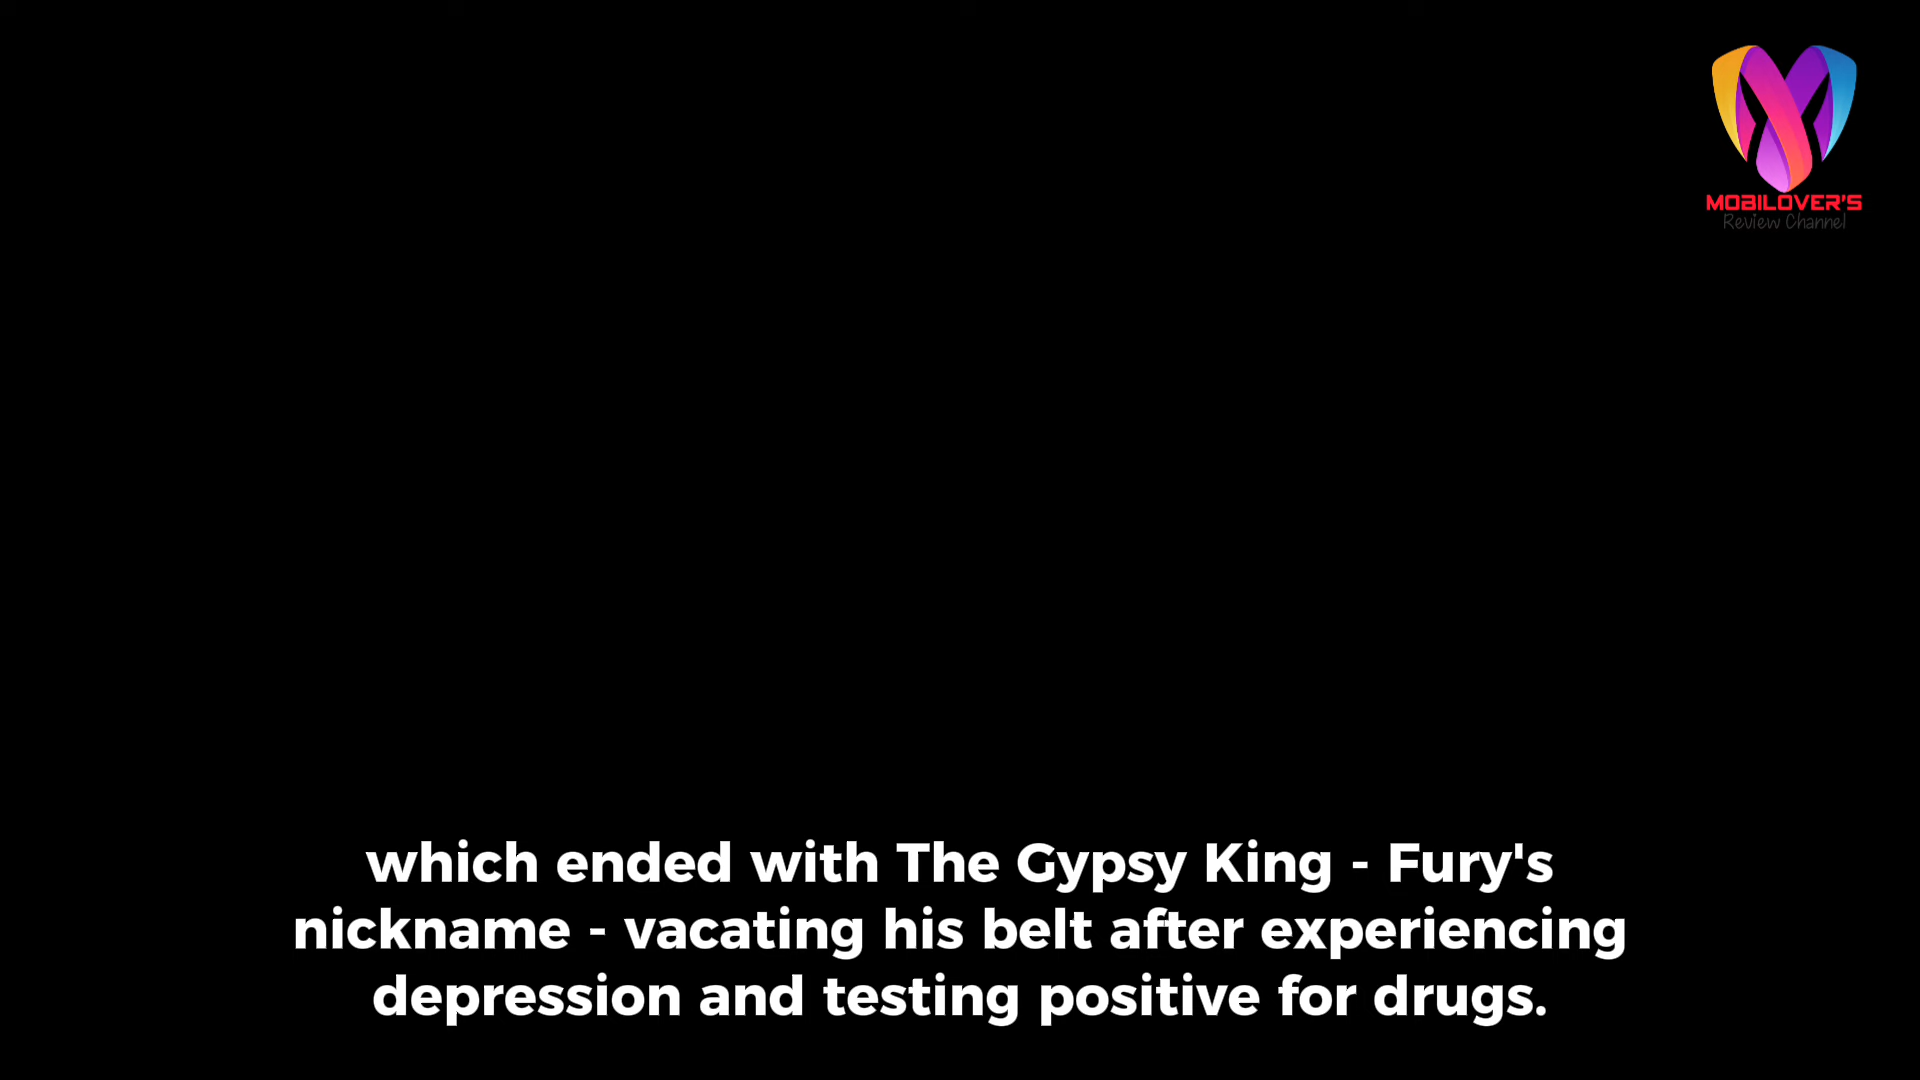 MOBILOVER'S
Review Channel
which ended with The Gypsy King - Fury's
nickname - vacating his belt after experiencing
depression and testing positive for drugs.